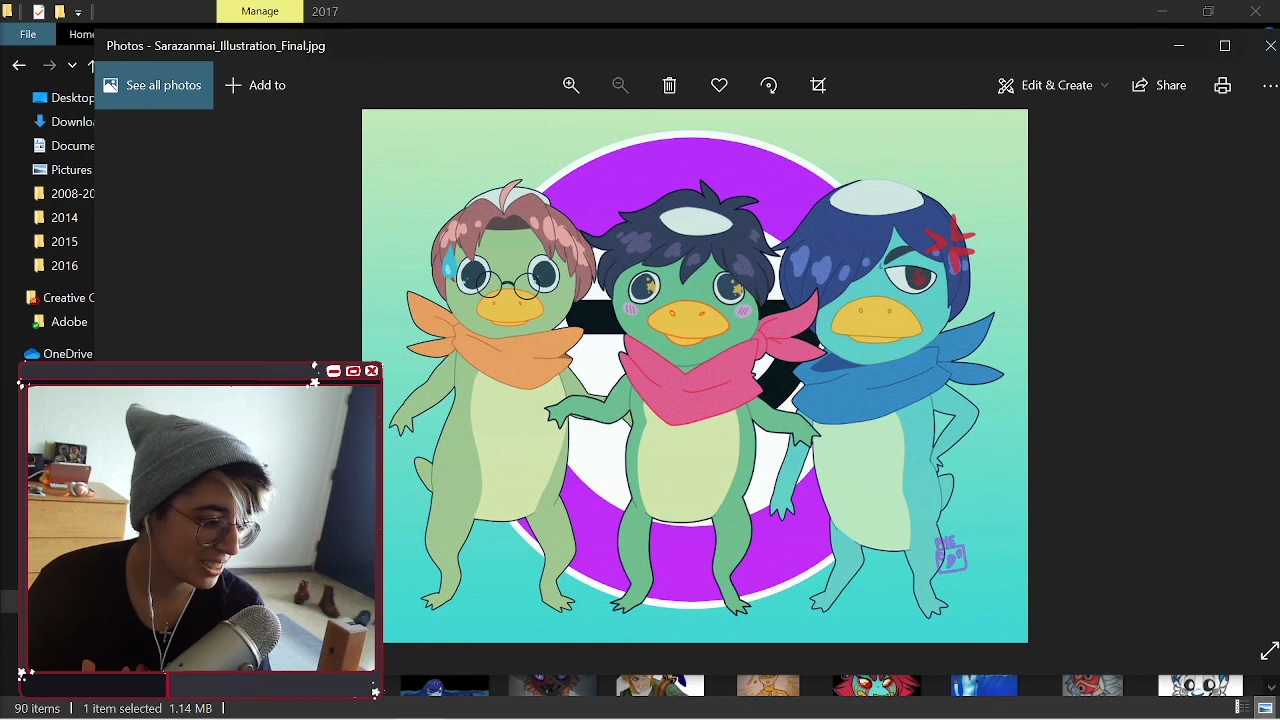 Manage
2017
File
Home
Photos - Sarazanmai_Illustration_Final.jpg
See all photos
Add to
Edit & Create
Share
Desktop
Downlo
Docume
Pictures
2008-20
2014
2015
2016
Creative C
Adobe
OneDrive
90 items
1 item selected
1.14 MB